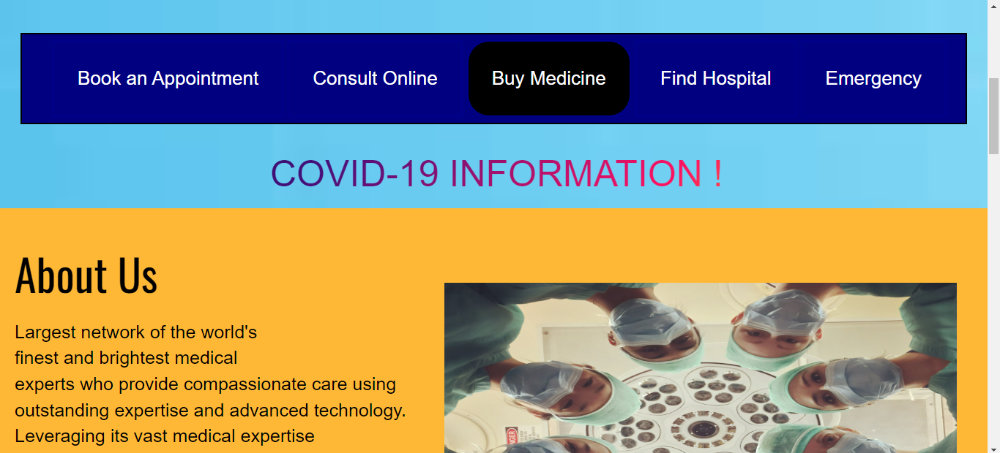 Book an Appointment Consult Online Buy Medicine Find Hospital Emergency
COVID-19 INFORMATION !
About Us
Largest network of the world's
finest and brightest medical
experts who provide compassionate care using
outstanding expertise and advanced technology.
Leveraging its vast medical expertise